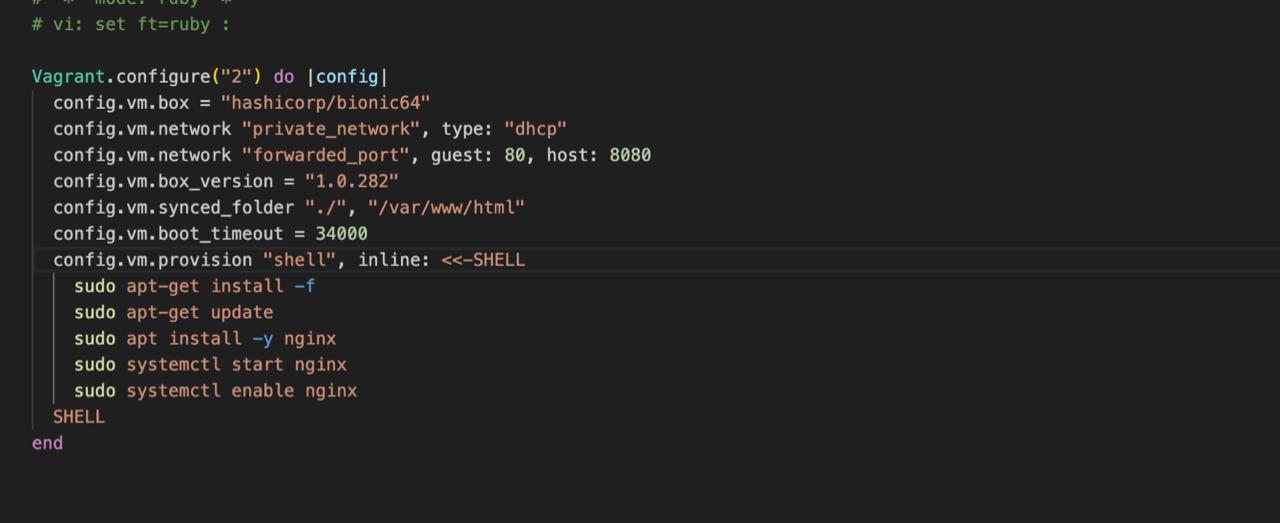 # vi: set ft=ruby :
Vagrant.configure("2") do |config|
  config.vm.box = "hashicorp/bionic64"
  config.vm.network "private_network", type: "dhcp"
  config.vm.network "forwarded_port", guest: 80, host: 8080
  config.vm.box_version = "1.0.282"
  config.vm.synced_folder "./", "/var/www/html"
  config.vm.boot_timeout = 34000
  config.vm.provision "shell", inline: <<-SHELL
    sudo apt-get install -f
    sudo apt-get update
    sudo apt install -y nginx
    sudo systemctl start nginx
    sudo systemctl enable nginx
  SHELL
end